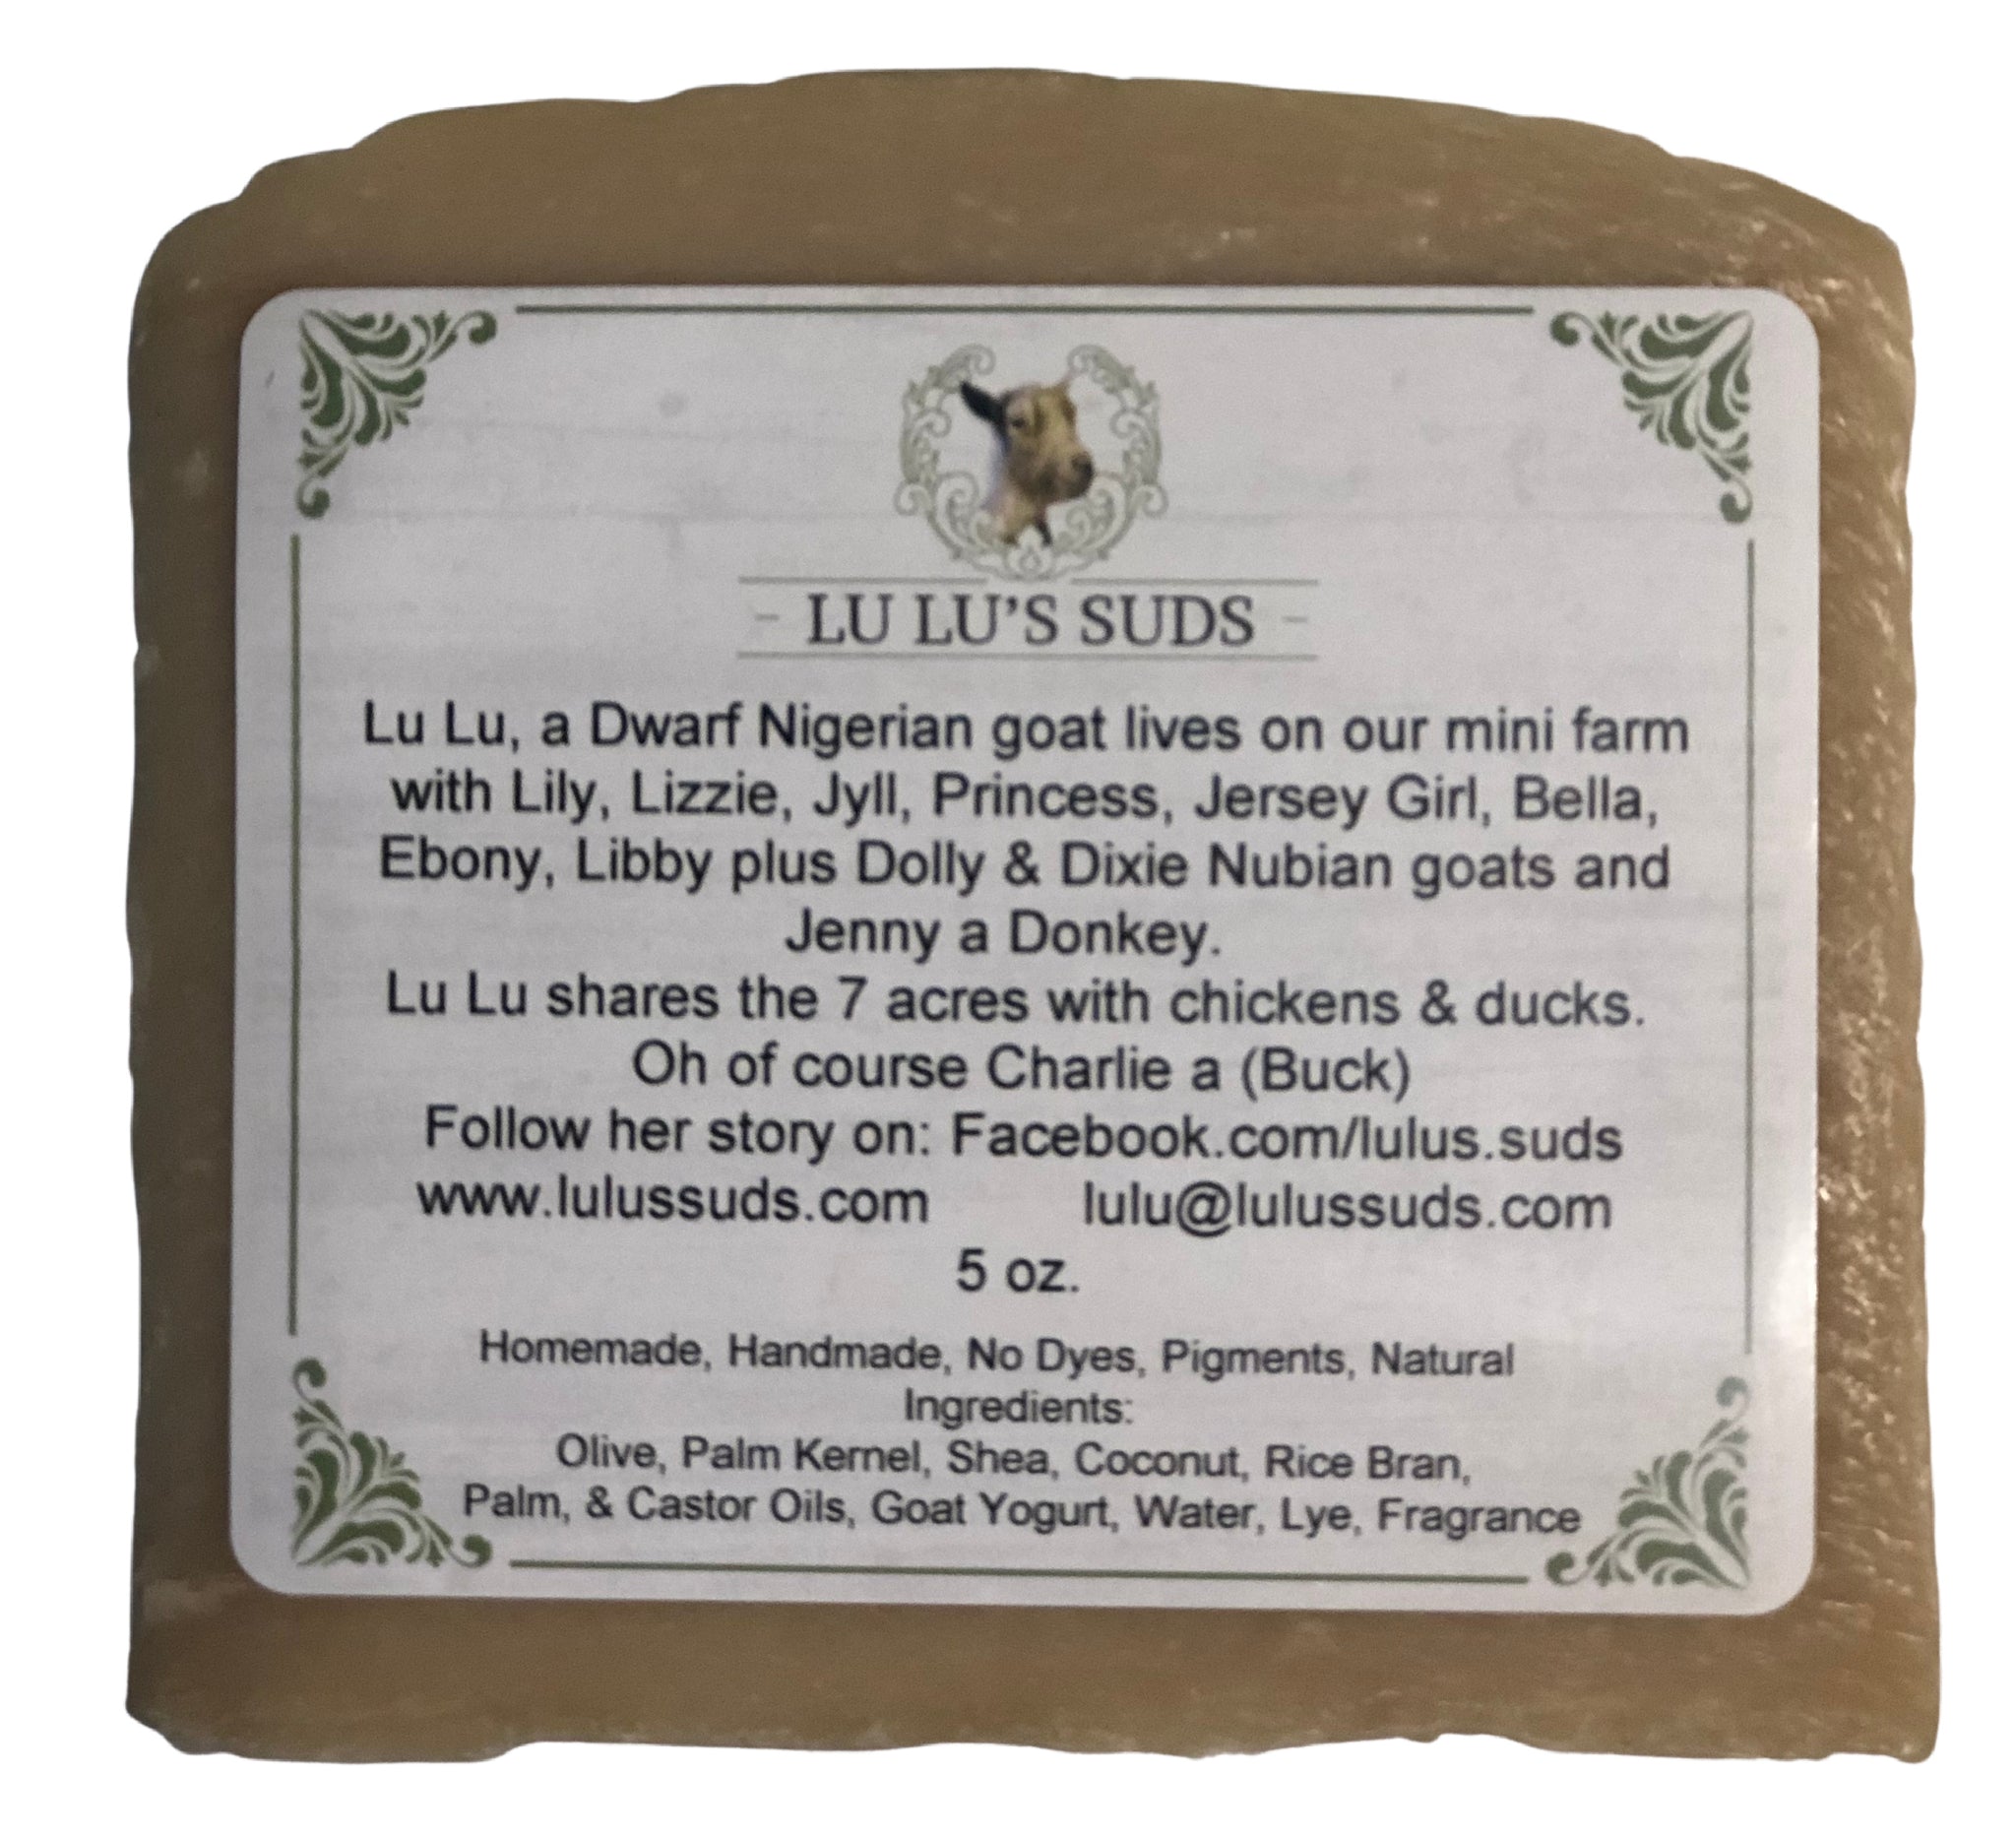 - LU LU'S SUDS -
Lu Lu, a Dwarf Nigerian goat lives on our mini farm
with Lily, Lizzie, Jyll, Princess, Jersey Girl, Bella,
Ebony, Libby plus Dolly & Dixie Nubian goats and
Jenny a Donkey.
Lu Lu shares the 7 acres with chickens & ducks.
Oh of course Charlie a (Buck)
Follow her story on: Facebook.com/lulus.suds
www.lulussuds.com lulu@lulussuds.com
5 oz.
Homemade, Handmade, No Dyes, Pigments, Natural
Ingredients:
Olive, Palm Kernel, Shea, Coconut, Rice Bran,
Palm, & Castor Oils, Goat Yogurt, Water, Lye, Fragrance